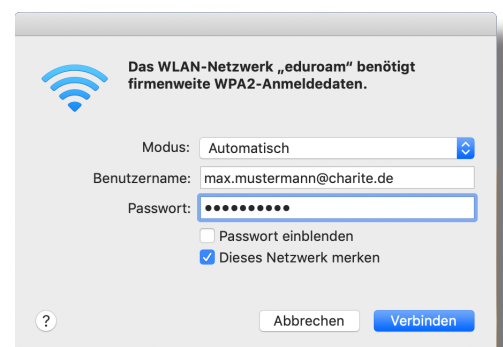 Das WLAN-Netzwerk „eduroam“ benötigt
firmenweite WPA2-Anmeldedaten.
Modus: Automatisch
Benutzername: max.mustermann@charite.de
Passwort: ••••••••••
Passwort einblenden
Dieses Netzwerk merken
? Abbrechen Verbinden